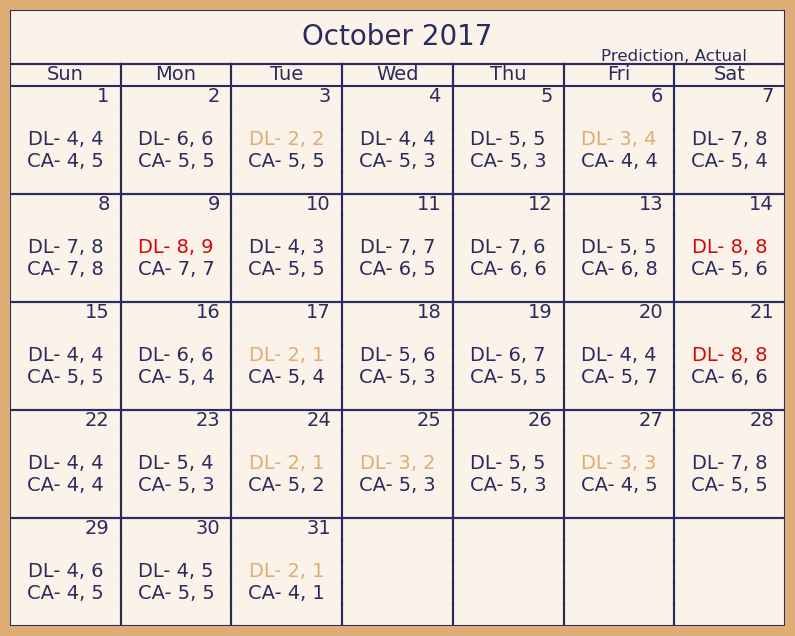 October 2017
Prediction, Actual
Sun Mon Tue Wed Thu Fri Sat
1 2 3 4 5 6 7
DL- 4, 4 DL- 6, 6 DL- 2, 2 DL- 4, 4 DL- 5, 5 DL- 3, 4 DL- 7, 8
CA- 4, 5 CA- 5, 5 CA- 5, 5 CA- 5, 3 CA- 5, 3 CA- 4, 4 CA- 5, 4
8 9 10 11 12 13 14
DL- 7, 8 DL- 8, 9 DL- 4, 3 DL- 7, 7 DL- 7, 6 DL- 5, 5 DL- 8, 8
CA- 7, 8 CA- 7, 7 CA- 5, 5 CA- 6, 5 CA- 6, 6 CA- 6, 8 CA- 5, 6
15 16 17 18 19 20 21
DL- 4, 4 DL- 6, 6 DL- 2, 1 DL- 5, 6 DL- 6, 7 DL- 4, 4 DL- 8, 8
CA- 5, 5 CA- 5, 4 CA- 5, 4 CA- 5, 3 CA- 5, 5 CA- 5, 7 CA- 6, 6
22 23 24 25 26 27 28
DL- 4, 4 DL- 5, 4 DL- 2, 1 DL- 3, 2 DL- 5, 5 DL- 3, 3 DL- 7, 8
CA- 4, 4 CA- 5, 3 CA- 5, 2 CA- 5, 3 CA- 5, 3 CA- 4, 5 CA- 5, 5
29 30 31
DL- 4, 6 DL- 4, 5 DL- 2, 1
CA- 4, 5 CA- 5, 5 CA- 4, 1